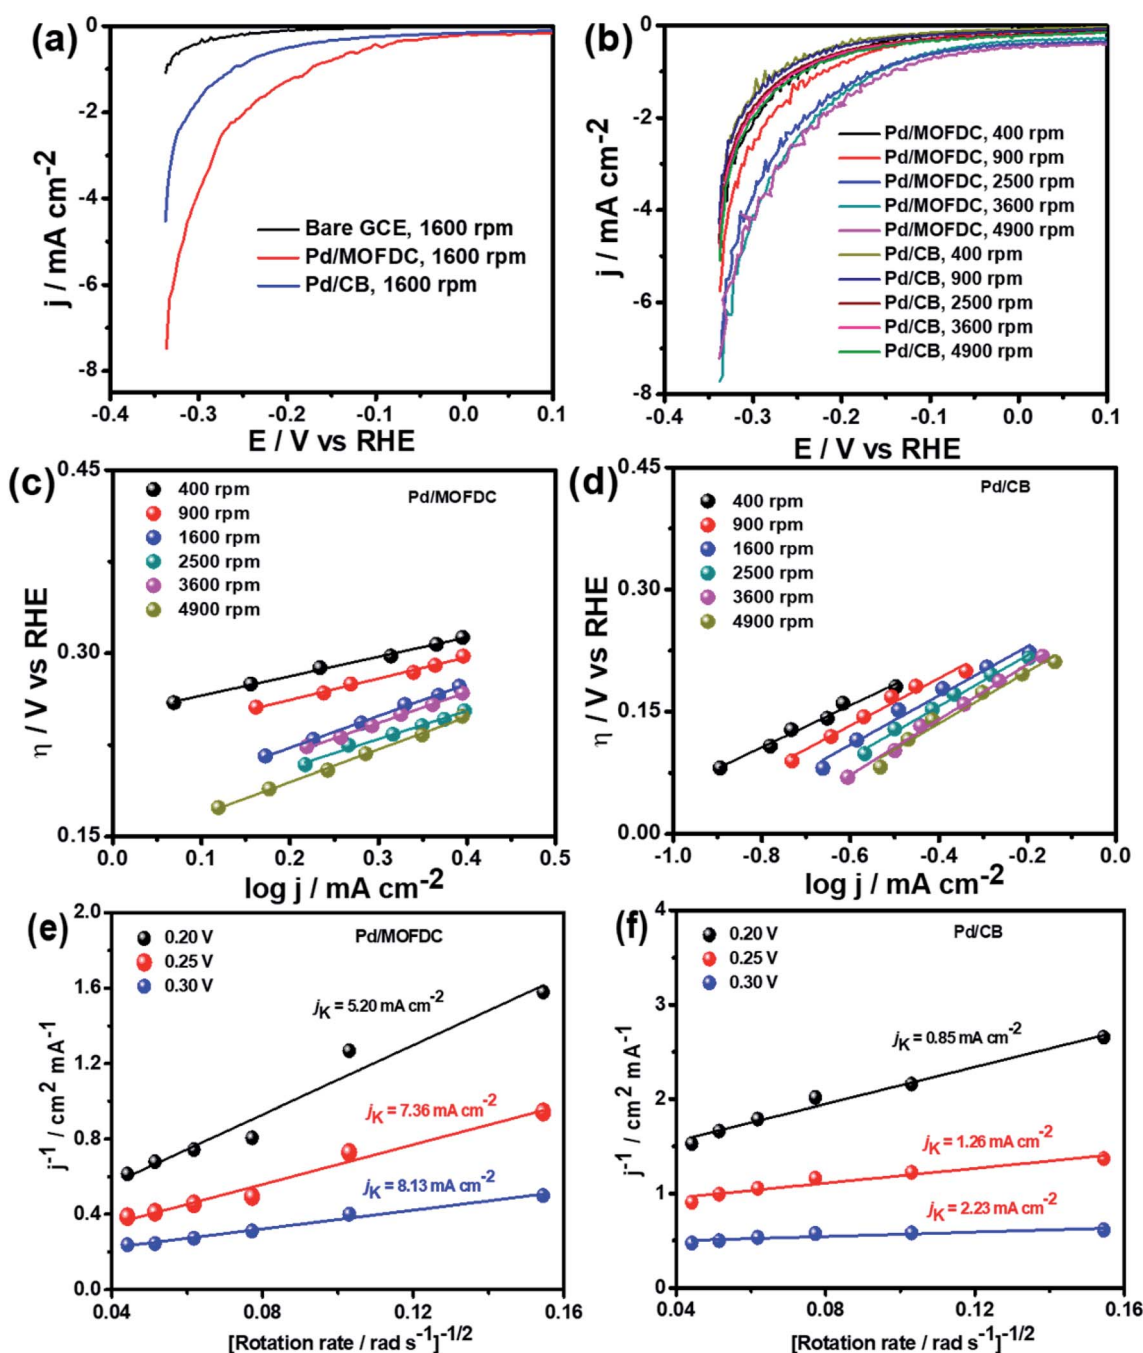 (a)
0
-2
-4
-6
-8
j / mA cm-2
Bare GCE, 1600 rpm
Pd/MOFDC, 1600 rpm
Pd/CB, 1600 rpm
-0.4 -0.3 -0.2 -0.1 0.0 0.1
E / V vs RHE
(b)
0
-2
-4
-6
-8
j / mA cm-2
Pd/MOFDC, 400 rpm
Pd/MOFDC, 900 rpm
Pd/MOFDC, 2500 rpm
Pd/MOFDC, 3600 rpm
Pd/MOFDC, 4900 rpm
Pd/CB, 400 rpm
Pd/CB, 900 rpm
Pd/CB, 2500 rpm
Pd/CB, 3600 rpm
Pd/CB, 4900 rpm
-0.4 -0.3 -0.2 -0.1 0.0 0.1
E / V vs RHE
(c)
0.45
0.30
0.15
η / V vs RHE
400 rpm
900 rpm
1600 rpm
2500 rpm
3600 rpm
4900 rpm
Pd/MOFDC
0.0 0.1 0.2 0.3 0.4 0.5
log j / mA cm-2
(d)
0.45
0.30
0.15
0.00
η / V vs RHE
400 rpm
900 rpm
1600 rpm
2500 rpm
3600 rpm
4900 rpm
Pd/CB
-1.0 -0.8 -0.6 -0.4 -0.2 0.0
log j / mA cm-2
(e)
2.0
1.6
1.2
0.8
0.4
0.0
j-1 / cm2 mA-1
0.20 V
0.25 V
0.30 V
Pd/MOFDC
jK = 5.20 mA cm-2
jK = 7.36 mA cm-2
jK = 8.13 mA cm-2
0.04 0.08 0.12 0.16
[Rotation rate / rad s-1]-1/2
(f)
4
3
2
1
0
j-1 / cm2 mA-1
0.20 V
0.25 V
0.30 V
Pd/CB
jK = 0.85 mA cm-2
jK = 1.26 mA cm-2
jK = 2.23 mA cm-2
0.04 0.08 0.12 0.16
[Rotation rate / rad s-1]-1/2